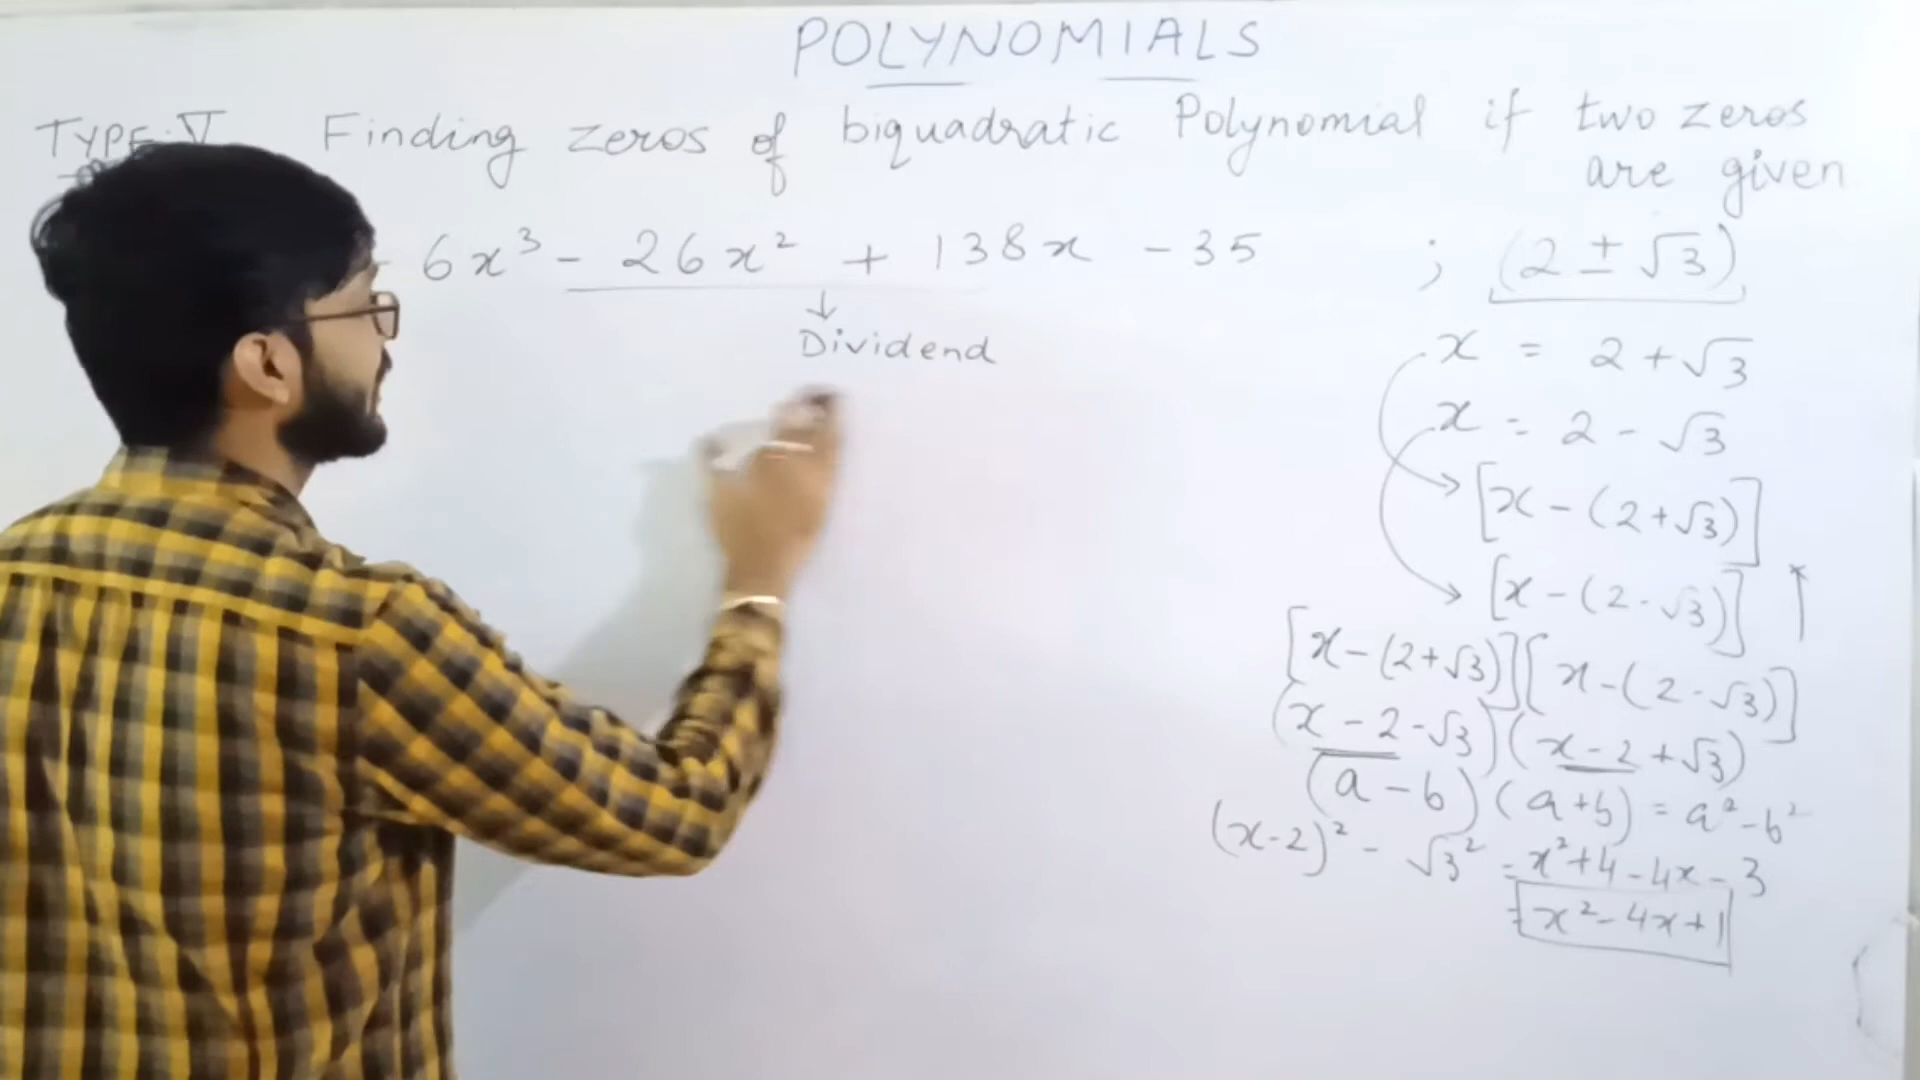 POLYNOMIALS
TYPE-V Finding zeros of biquadratic Polynomial if two zeros
are given
- 6x³ - 26x² + 138x - 35 ; (2 ± √3)
↓
Dividend
x = 2 + √3
x = 2 - √3
[x - (2 + √3)]
[x - (2 - √3)]
[x - (2 + √3)] [x - (2 - √3)]
(x - 2 - √3) (x - 2 + √3)
(a - b) (a + b) = a² - b²
(x - 2)² - √3² = x² + 4 - 4x - 3
= x² - 4x + 1